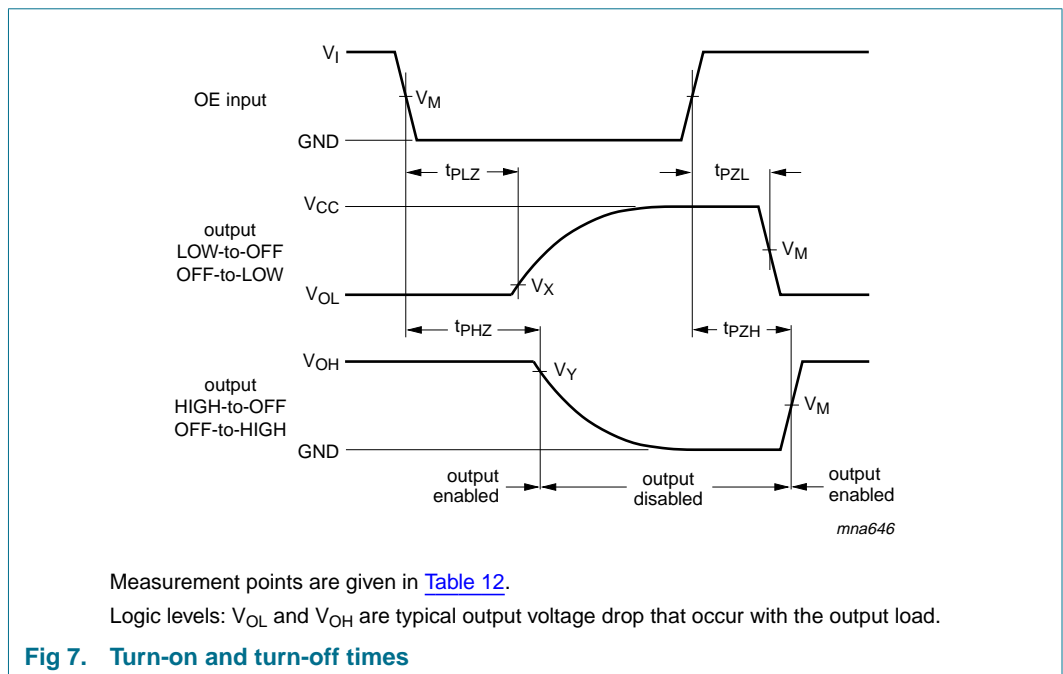 V_I
OE input
V_M
GND
t_PLZ
t_PZL
V_CC
output
LOW-to-OFF
OFF-to-LOW
V_M
V_X
V_OL
t_PHZ
t_PZH
V_OH
output
HIGH-to-OFF
OFF-to-HIGH
V_Y
V_M
GND
output
enabled
output
disabled
output
enabled
mna646
Measurement points are given in Table 12.
Logic levels: V_OL and V_OH are typical output voltage drop that occur with the output load.
Fig 7. Turn-on and turn-off times